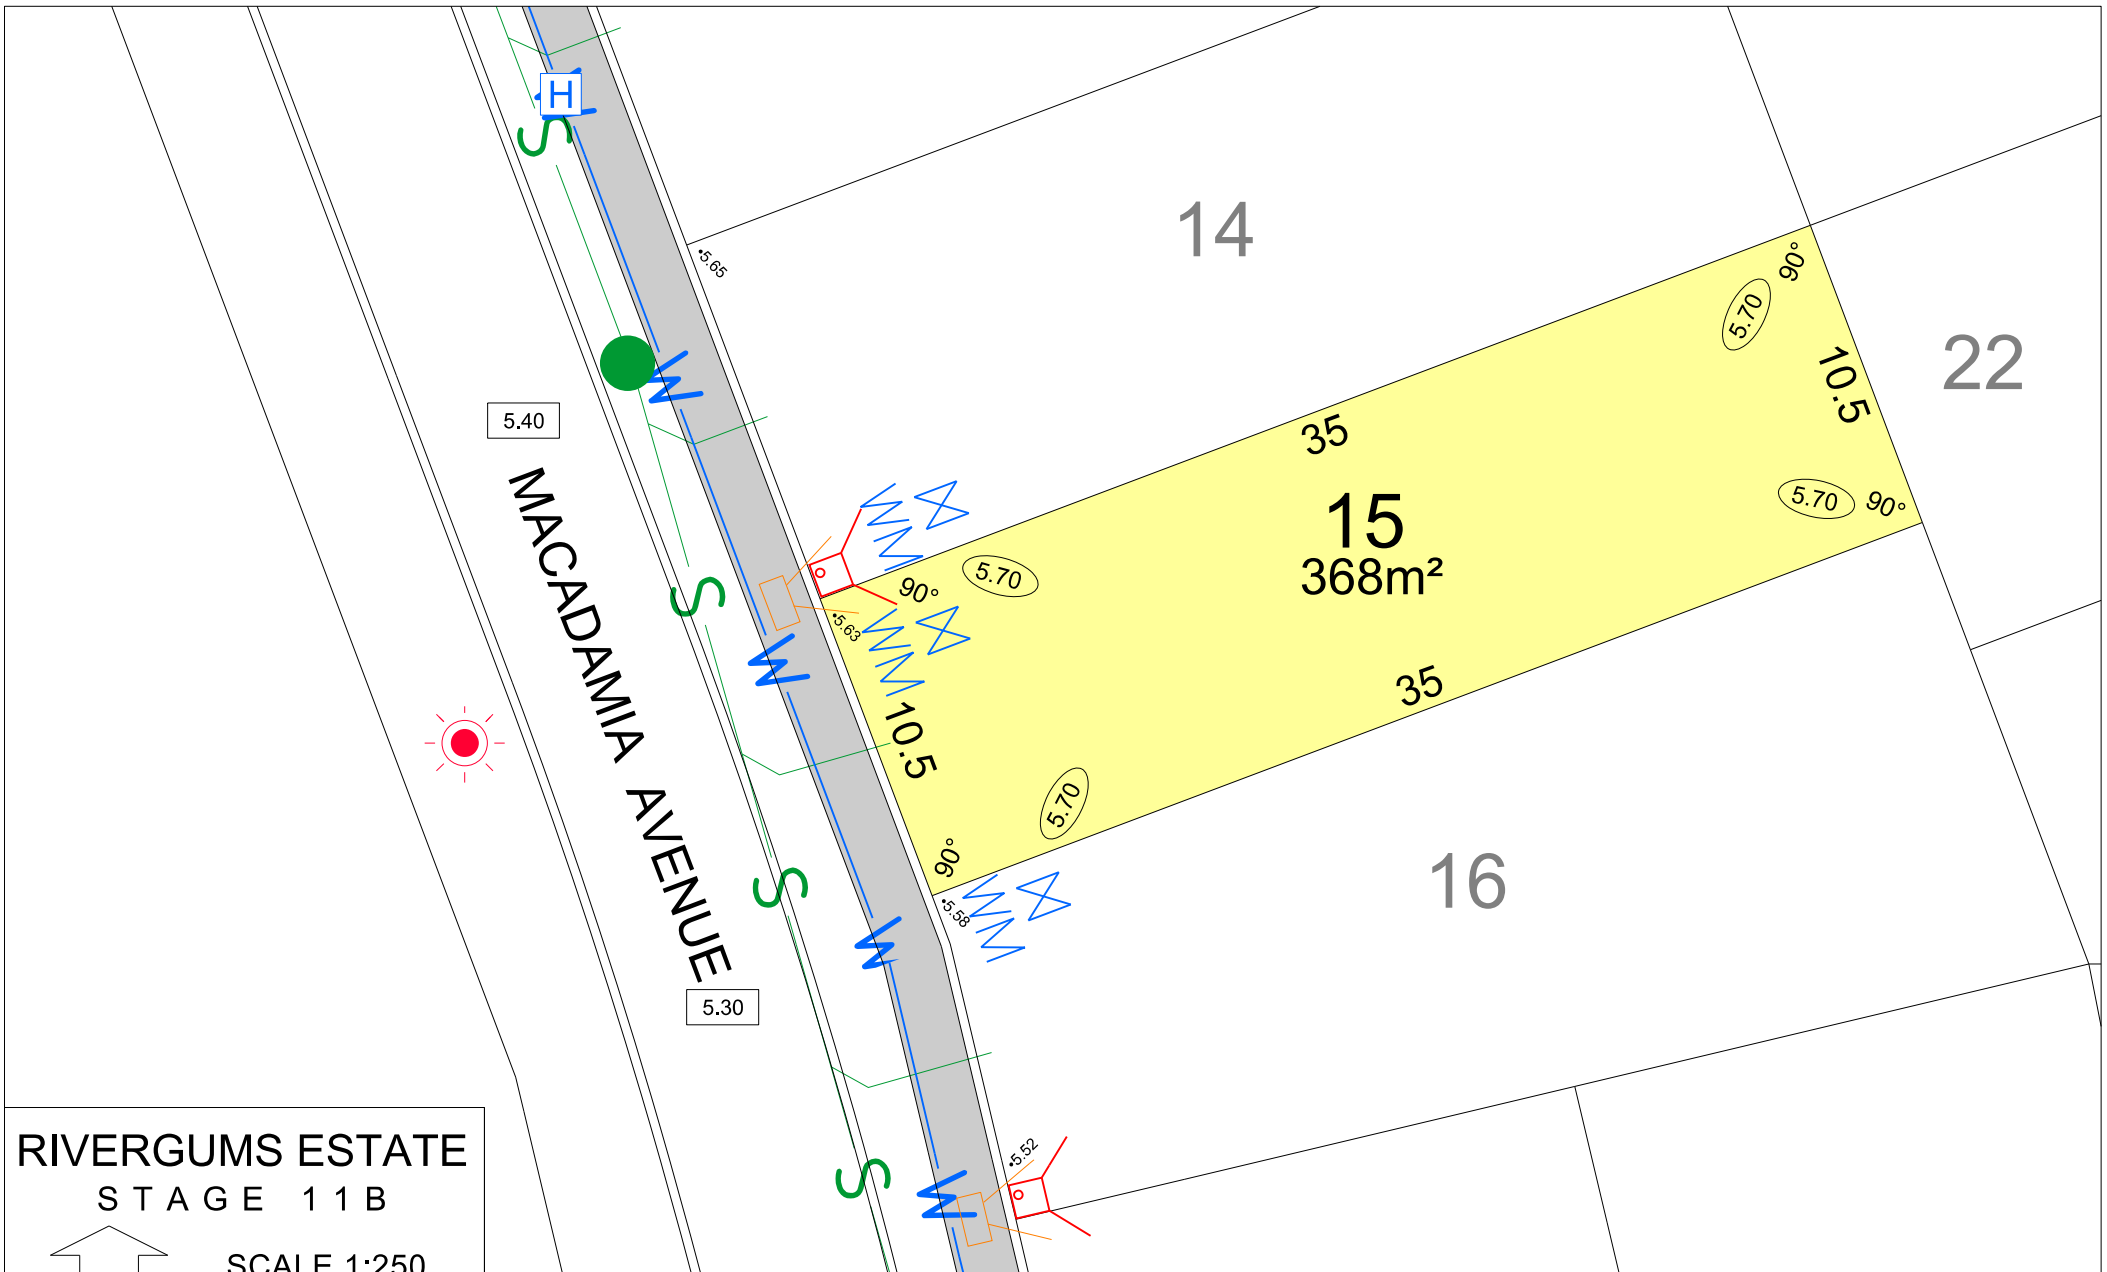 H
S
W
14
5.65
90°
5.70
22
10.5
W
5.40
35
MACADAMIA AVENUE
15
368m²
5.70
90°
5.70
90°
S
5.63
W
35
10.5
5.70
90°
S
16
5.58
W
5.30
RIVERGUMS ESTATE
STAGE 11B
SCALE 1:250
5.52
S
W